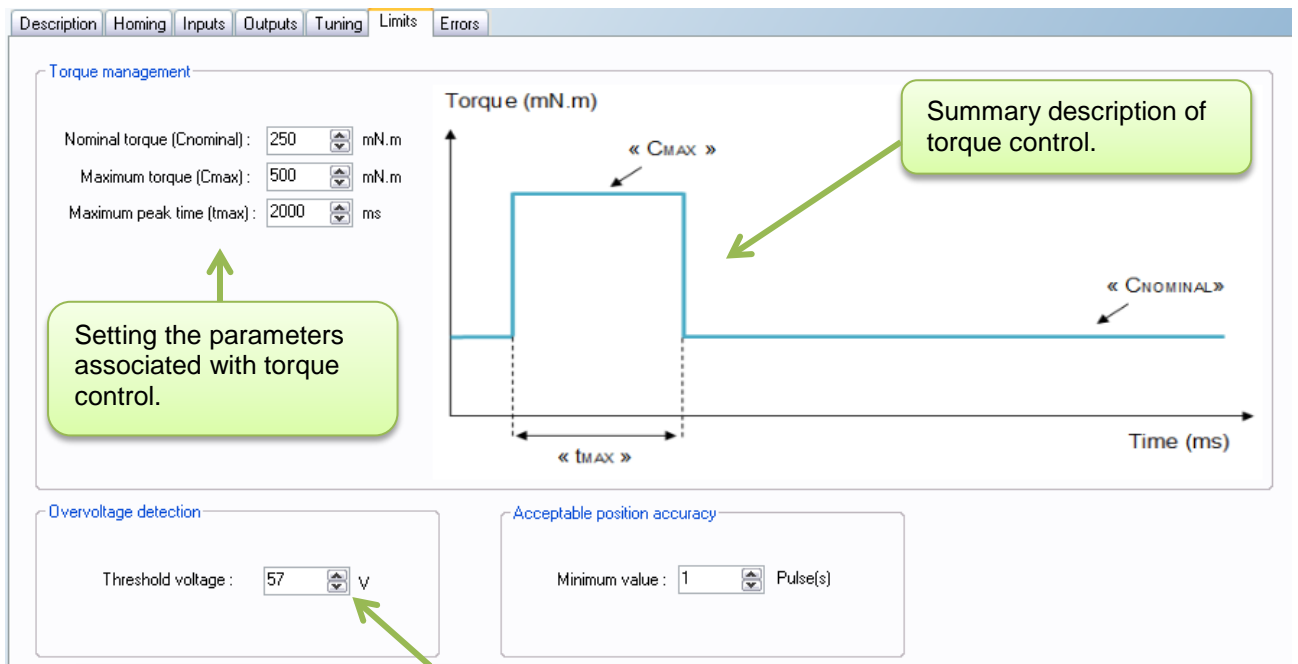 Description Homing Inputs Outputs Tuning Limits Errors
Torque management
Nominal torque (Cnominal) : 250 mN.m
Maximum torque (Cmax) : 500 mN.m
Maximum peak time (tmax) : 2000 ms
Setting the parameters
associated with torque
control.
Torque (mN.m)
« CMAX »
« CNOMINAL»
« tMAX »
Time (ms)
Summary description of
torque control.
Overvoltage detection
Threshold voltage : 57 V
Acceptable position accuracy
Minimum value : 1 Pulse(s)